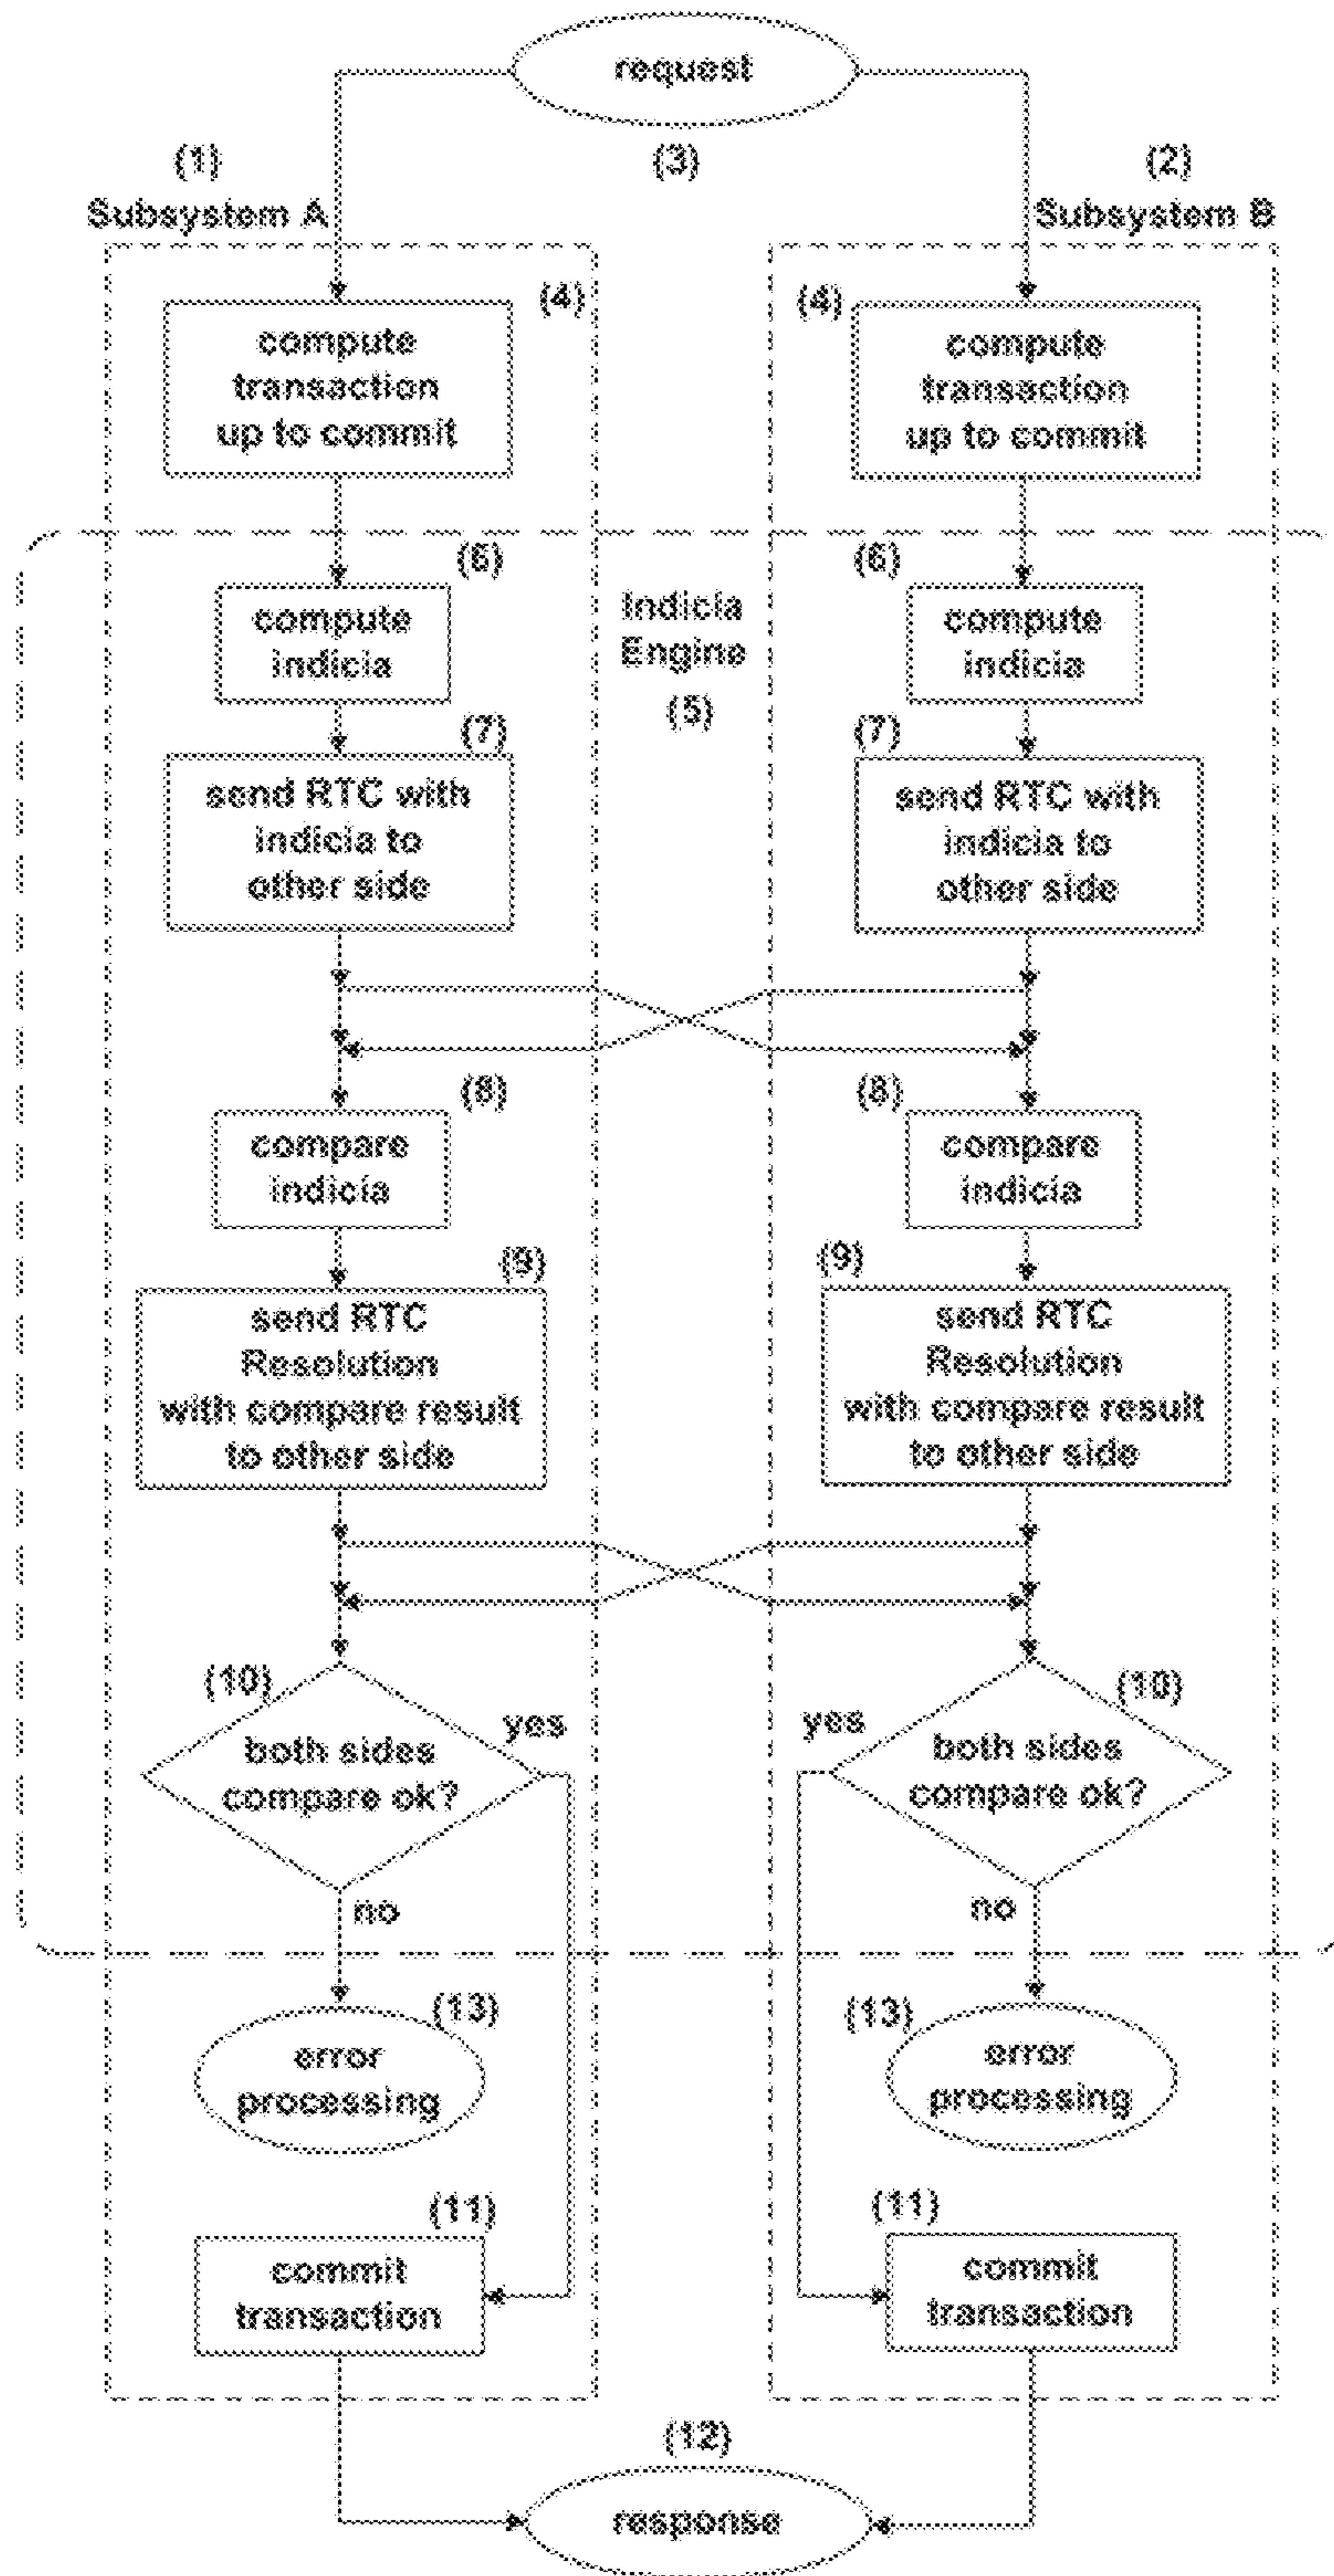 request
(3)
(1)
Subsystem A
(2)
Subsystem B
(4)
compute
transaction
up to commit
(4)
compute
transaction
up to commit
(6)
compute
indicia
Indicia
Engine
(5)
(6)
compute
indicia
(7)
send RTC with
indicia to
other side
(7)
send RTC with
indicia to
other side
(8)
compare
indicia
(8)
compare
indicia
(9)
send RTC
Resolution
with compare result
to other side
(9)
send RTC
Resolution
with compare result
to other side
(10)
both sides
compare ok?
yes
no
(10)
both sides
compare ok?
yes
no
(13)
error
processing
(13)
error
processing
(11)
commit
transaction
(11)
commit
transaction
(12)
response